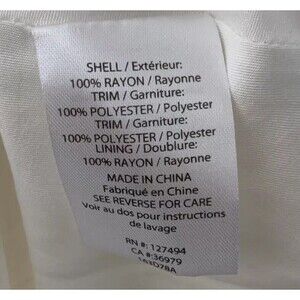 SHELL / Extérieur:
100% RAYON / Rayonne
TRIM / Garniture:
100% POLYESTER / Polyester
TRIM / Garniture:
100% POLYESTER / Polyester
LINING / Doublure:
100% RAYON / Rayonne
MADE IN CHINA
Fabriqué en Chine
SEE REVERSE FOR CARE
Voir au dos pour instructions
de lavage
RN #: 127494
CA #: 36979